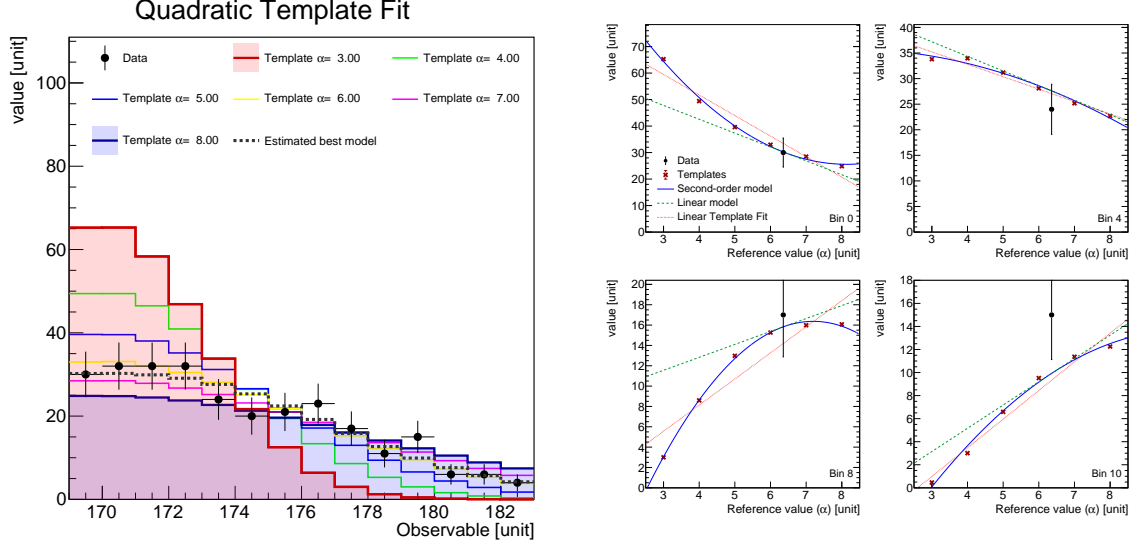 Quadratic Template Fit
value [unit]
100
80
60
40
20
0
Data
Template α= 3.00
Template α= 4.00
Template α= 5.00
Template α= 6.00
Template α= 7.00
Template α= 8.00
Estimated best model
170 172 174 176 178 180 182
Observable [unit]
value [unit]
70
60
50
40
30
20
10
0
Data
Templates
Second-order model
Linear model
Linear Template Fit
Bin 0
3 4 5 6 7 8
Reference value (α) [unit]
value [unit]
40
35
30
25
20
15
10
5
0
Bin 4
3 4 5 6 7 8
Reference value (α) [unit]
value [unit]
20
18
16
14
12
10
8
6
4
2
0
Bin 8
3 4 5 6 7 8
Reference value (α) [unit]
value [unit]
18
16
14
12
10
8
6
4
2
0
Bin 10
3 4 5 6 7 8
Reference value (α) [unit]